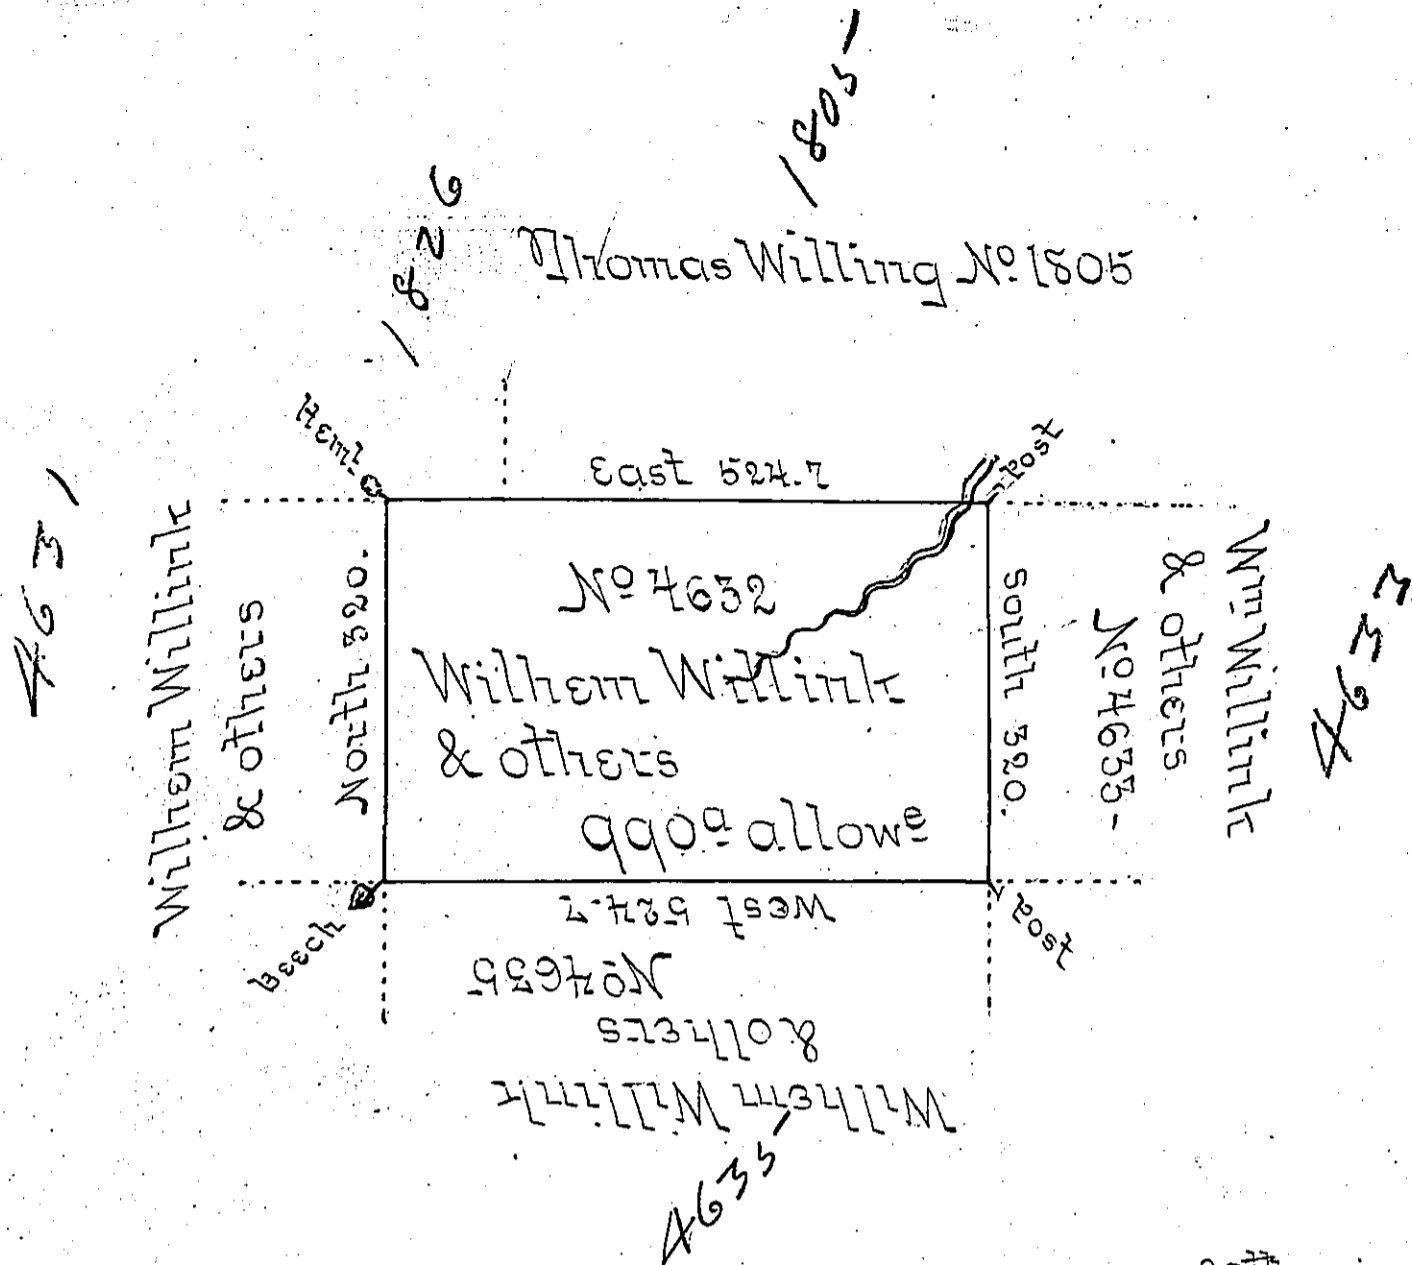 1805
1826
Thomas Willing Nº 1805
Heml.
Post
East 524.7
4631
Wilhem Willink
& others
North 320.
Nº 4632
Wilhem Willink
& others
990ª allowᵉ
South 320.
Wm Willink
& others
Nº 4633-
4633
Beech
Post
West 524.7
Nº 4635
& others
Wilhem Willink
4635